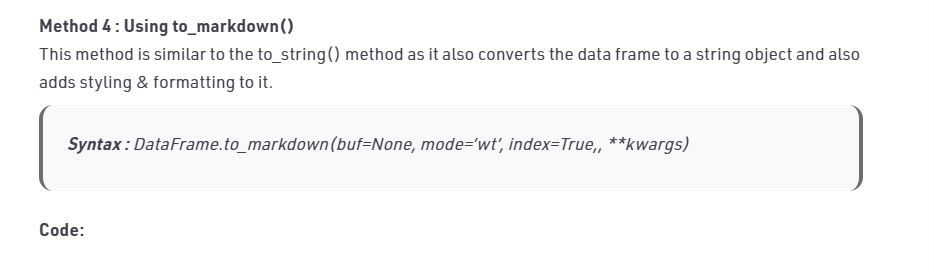 Method 4 : Using to_markdown()
This method is similar to the to_string() method as it also converts the data frame to a string object and also
adds styling & formatting to it.
Syntax : DataFrame.to_markdown(buf=None, mode=‘wt’, index=True,, **kwargs)
Code: